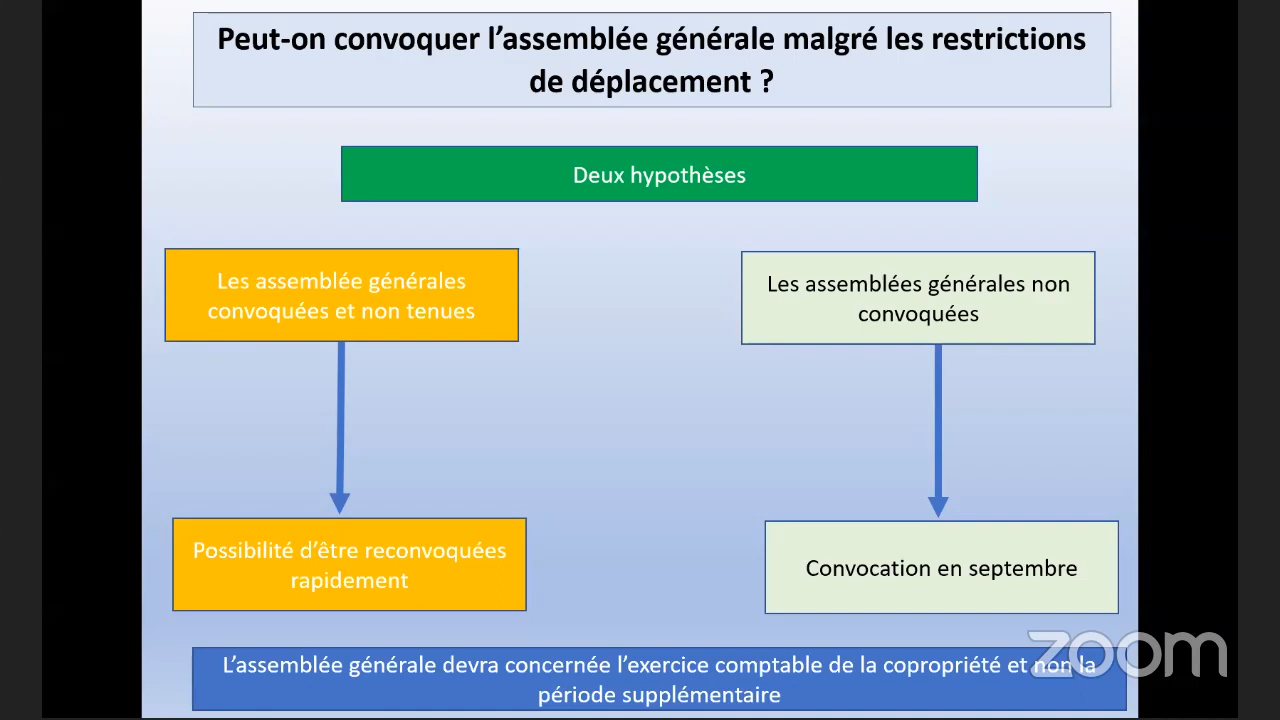 Peut-on convoquer l’assemblée générale malgré les restrictions
de déplacement ?
Deux hypothèses
Les assemblée générales
convoquées et non tenues
Les assemblées générales non
convoquées
Possibilité d’être reconvoquées
rapidement
Convocation en septembre
L’assemblée générale devra concernée l’exercice comptable de la copropriété et non la
période supplémentaire
zoom